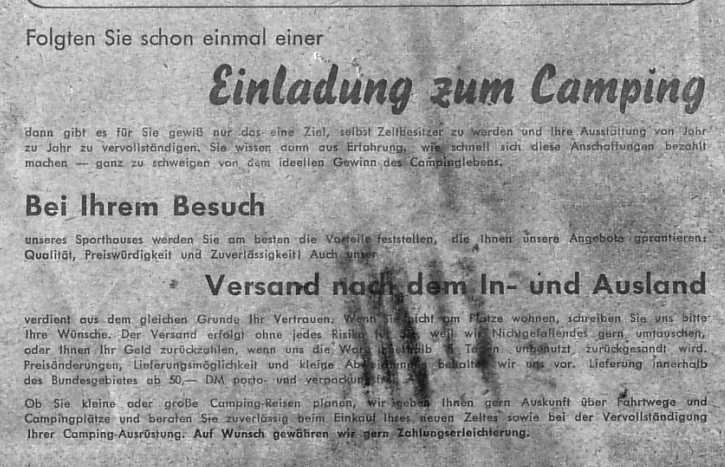 Folgten Sie schon einmal einer
Einladung zum Camping
dann gibt es für Sie gewiß nur das eine Ziel, selbst Zeltbesitzer zu werden und Ihre Ausstattung von Jahr
zu Jahr zu vervollständigen. Sie wissen dann aus Erfahrung, wie schnell sich diese Anschaffungen bezahlt
machen — ganz zu schweigen von dem ideellen Gewinn des Campinglebens.
Bei Ihrem Besuch
unseres Sporthauses werden Sie am besten die Vorteile feststellen, die Ihnen unsere Angebote garantieren:
Qualität, Preiswürdigkeit und Zuverlässigkeit! Auch unser
Versand nach dem In- und Ausland
verdient aus dem gleichen Grunde Ihr Vertrauen. Wenn Sie nicht am Platze wohnen, schreiben Sie uns bitte
Ihre Wünsche. Der Versand erfolgt ohne jedes Risiko für Sie, weil wir Nichtgefallendes gern umtauschen,
oder Ihnen Ihr Geld zurückzahlen, wenn uns die Ware innerhalb Tagen unbenutzt zurückgesandt wird.
Preisänderungen, Lieferungsmöglichkeit und kleine behalten wir uns vor. Lieferung innerhalb
des Bundesgebietes ab 50,— DM porto- und
Ob Sie kleine oder große Camping-Reisen planen, wir geben Ihnen gern Auskunft über Fahrtwege und
Campingplätze und beraten Sie zuverlässig beim Einkauf Ihres neuen Zeltes sowie bei der Vervollständigung
Ihrer Camping-Ausrüstung. Auf Wunsch gewähren wir gern Zahlungserleichterung.